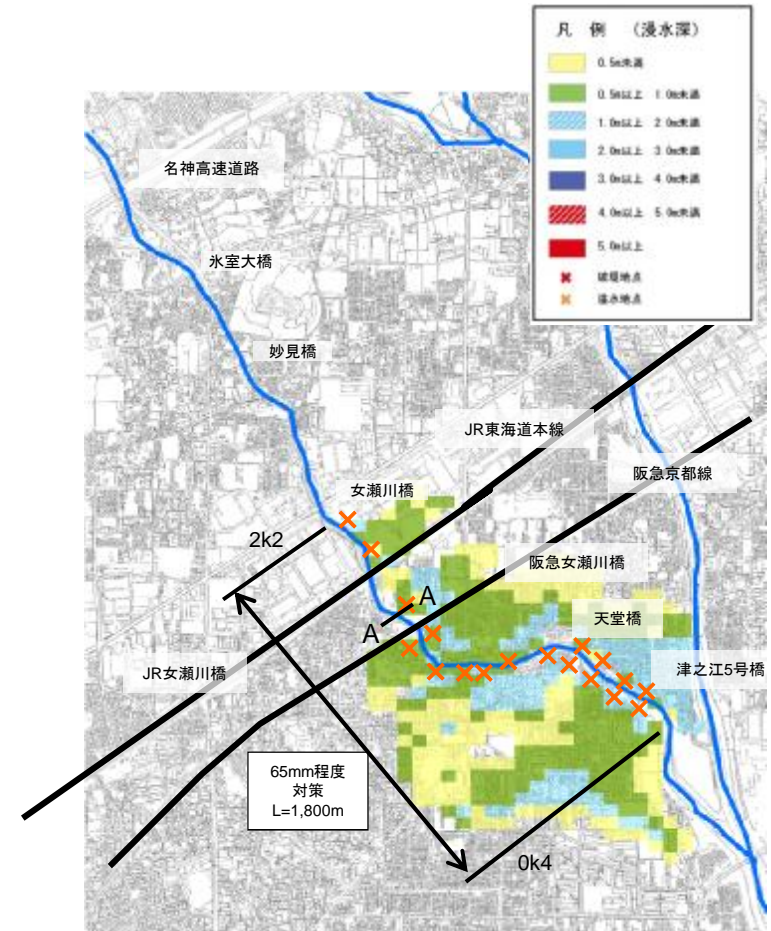 凡 例 (浸水深)
0.5m未満
0.5m以上 1.0m未満
1.0m以上 2.0m未満
2.0m以上 3.0m未満
3.0m以上 4.0m未満
4.0m以上 5.0m未満
5.0m以上
破堤地点
溢水地点
名神高速道路
氷室大橋
妙見橋
JR東海道本線
阪急京都線
女瀬川橋
2k2
阪急女瀬川橋
A
A
天堂橋
津之江5号橋
JR女瀬川橋
65mm程度
対策
L=1,800m
0k4